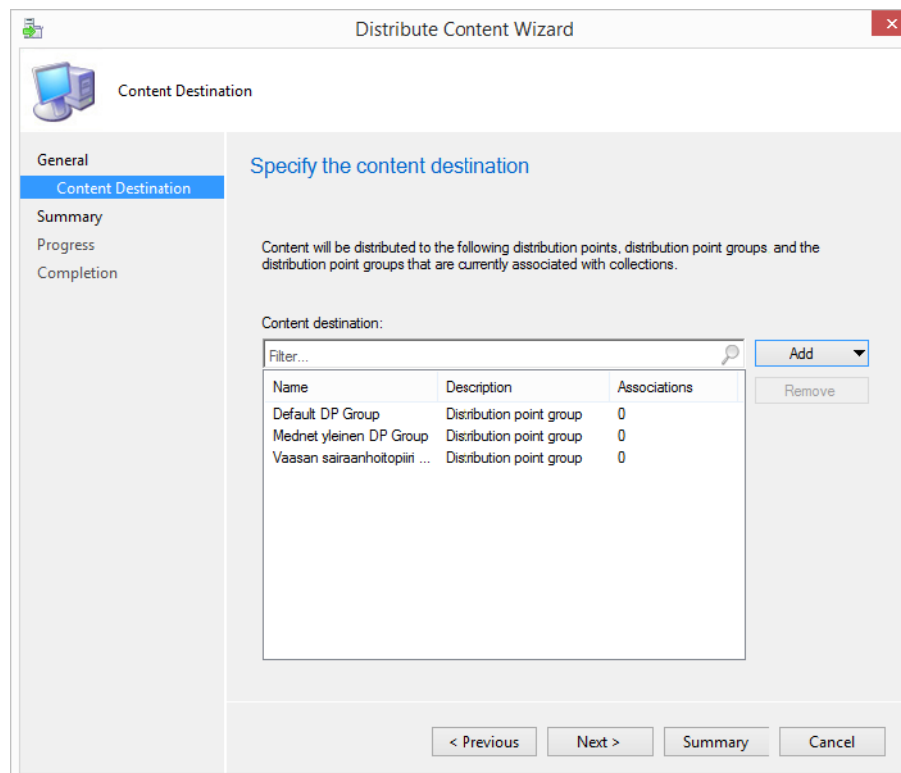 Distribute Content Wizard
Content Destination
General
Content Destination
Summary
Progress
Completion
Specify the content destination
Content will be distributed to the following distribution points, distribution point groups and the
distribution point groups that are currently associated with collections.
Content destination:
Filter...
Add
Remove
Name Description Associations
Default DP Group Distribution point group 0
Mednet yleinen DP Group Distribution point group 0
Vaasan sairaanhoitopiiri ... Distribution point group 0
< Previous Next > Summary Cancel